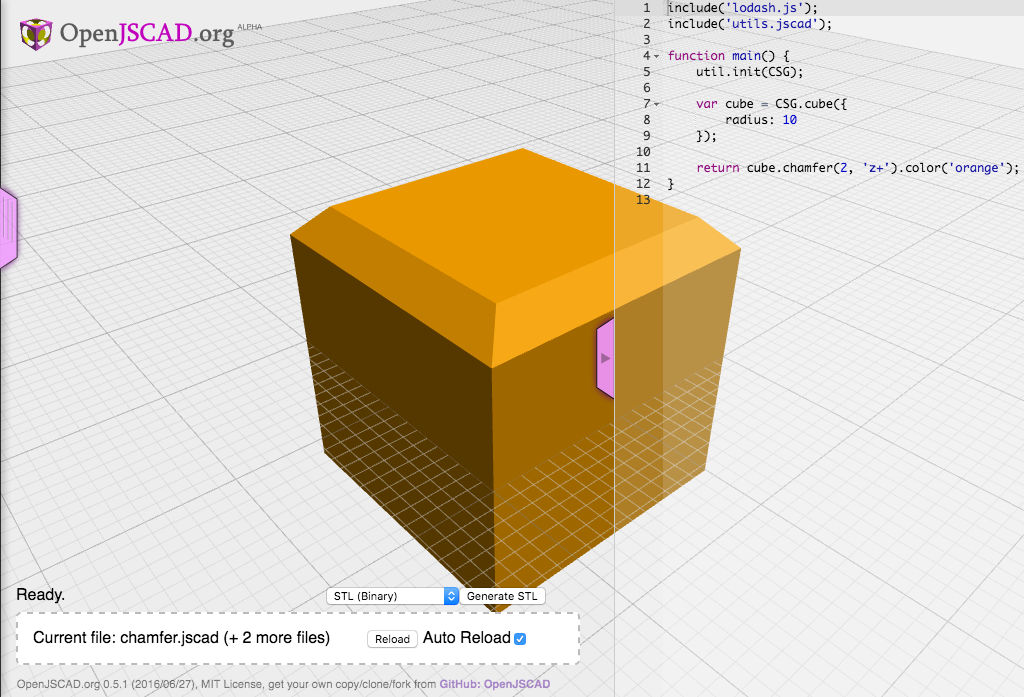 OpenJSCAD.org ALPHA
1 include('lodash.js');
2 include('utils.jscad');
3
4 function main() {
5 util.init(CSG);
6
7 var cube = CSG.cube({
8 radius: 10
9 });
10
11 return cube.chamfer(2, 'z+').color('orange');
12 }
13
Ready.
STL (Binary) Generate STL
Current file: chamfer.jscad (+ 2 more files) Reload Auto Reload
OpenJSCAD.org 0.5.1 (2016/06/27), MIT License, get your own copy/clone/fork from GitHub: OpenJSCAD